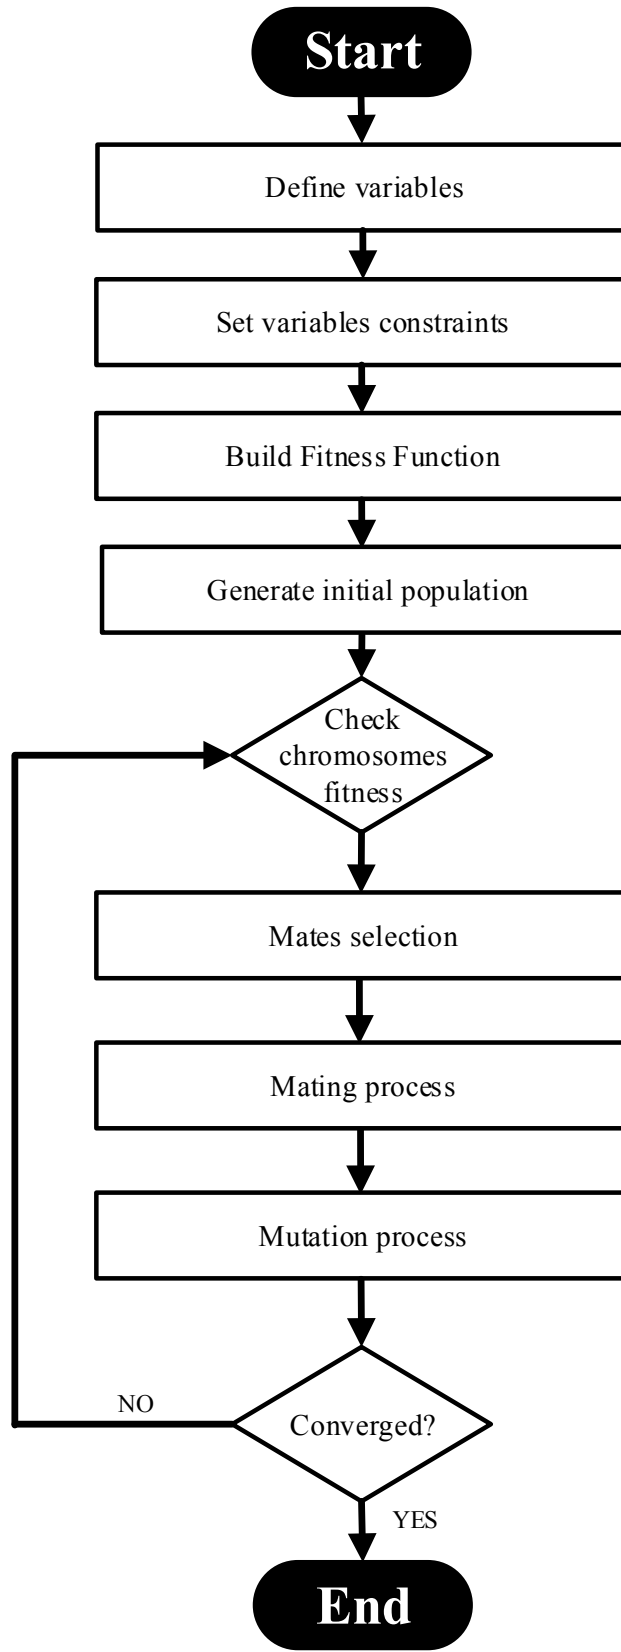 Start
Define variables
Set variables constraints
Build Fitness Function
Generate initial population
Check
chromosomes
fitness
Mates selection
Mating process
Mutation process
NO
Converged?
YES
End